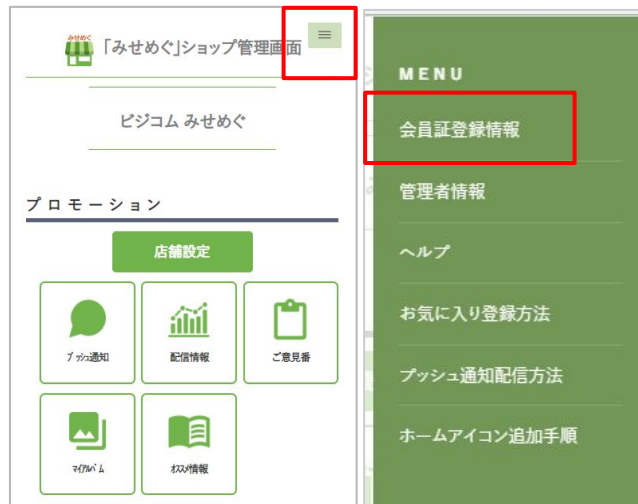 みせめぐ
「みせめぐ」ショップ管理画面
ビジコム みせめぐ
プロモーション
店舗設定
プッシュ通知
配信情報
ご意見番
マイアルバム
オススメ情報
MENU
会員証登録情報
管理者情報
ヘルプ
お気に入り登録方法
プッシュ通知配信方法
ホームアイコン追加手順